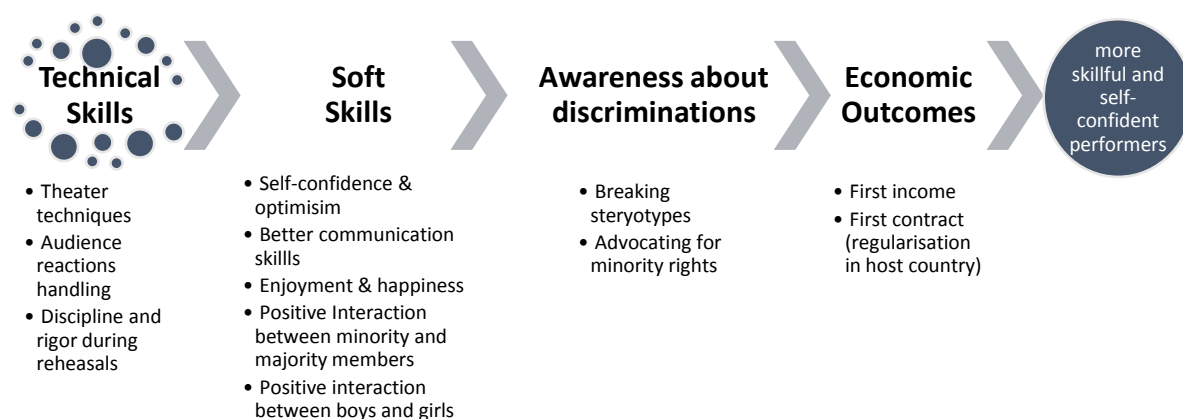 Technical
Skills
• Theater
techniques
• Audience
reactions
handling
• Discipline and
rigor during
reheasals
Soft
Skills
• Self-confidence &
optimisim
• Better communication
skillls
• Enjoyment & happiness
• Positive Interaction
between minority and
majority members
• Positive interaction
between boys and girls
Awareness about
discriminations
• Breaking
steryotypes
• Advocating for
minority rights
Economic
Outcomes
• First income
• First contract
(regularisation
in host country)
more
skillful and
self-
confident
performers